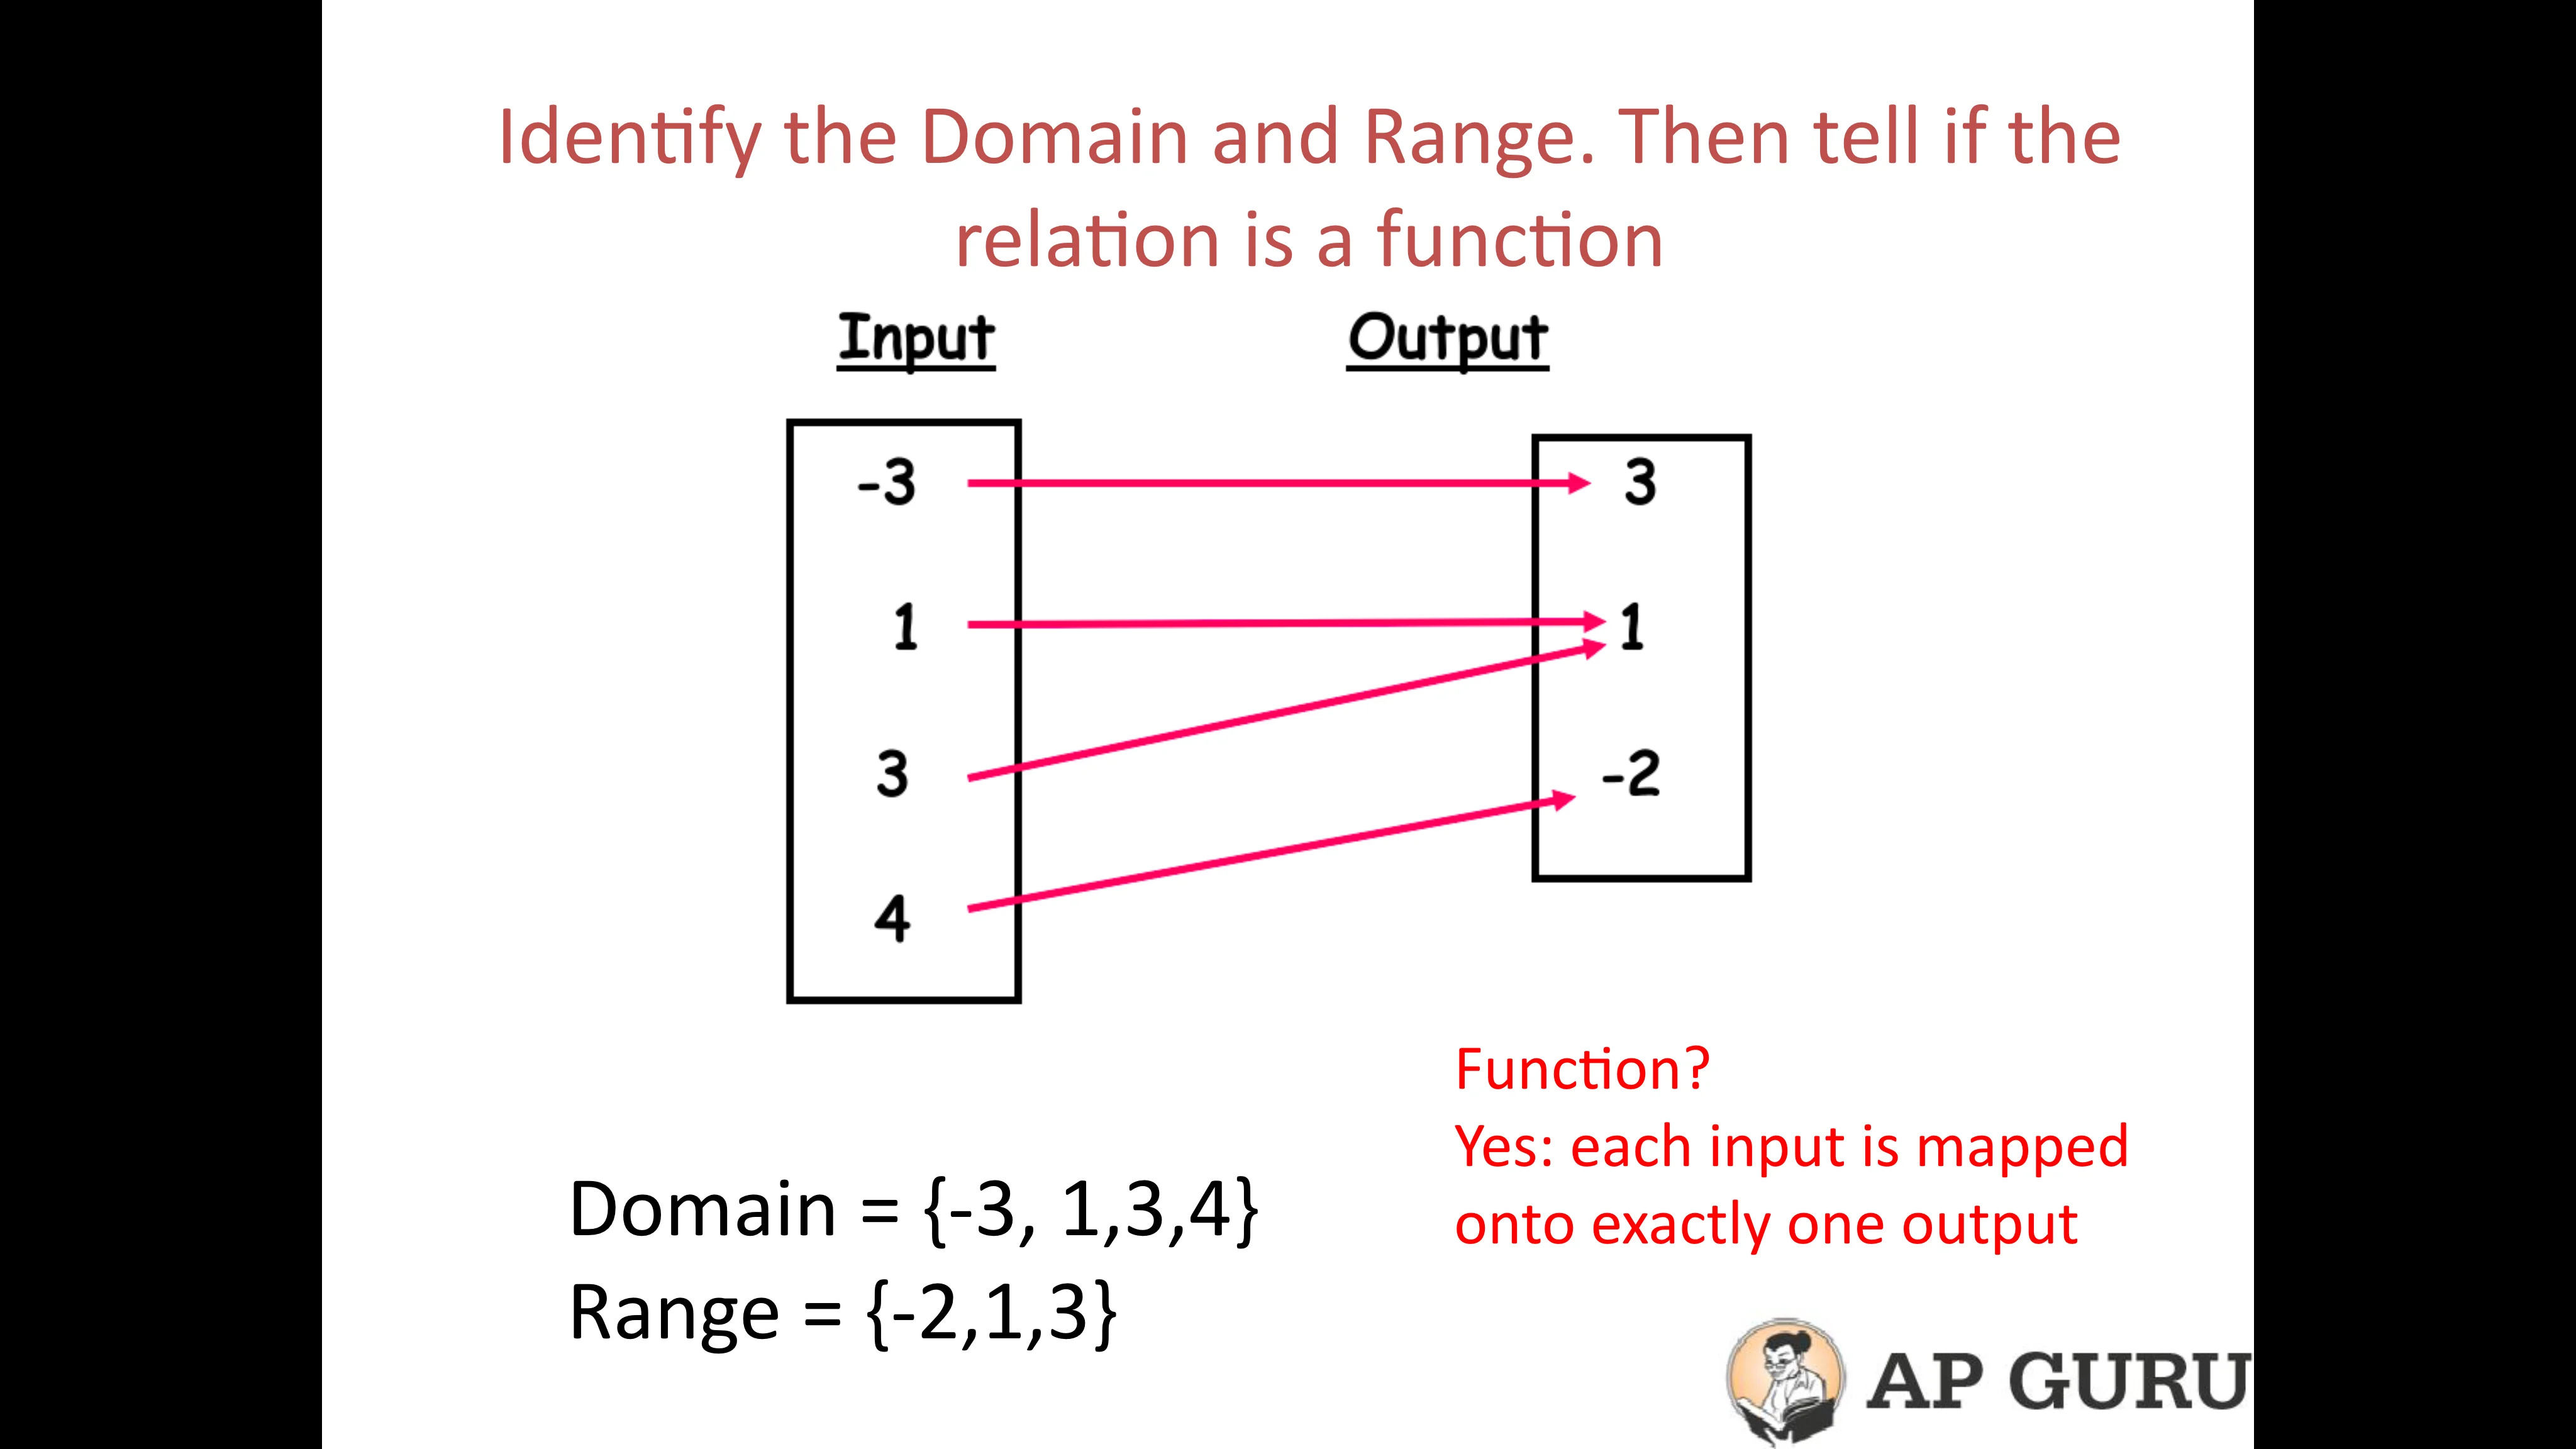 Identify the Domain and Range. Then tell if the
relation is a function
Input Output
-3 3
1 1
3 -2
4
Function?
Yes: each input is mapped
onto exactly one output
Domain = {-3, 1,3,4}
Range = {-2,1,3}
AP GURU